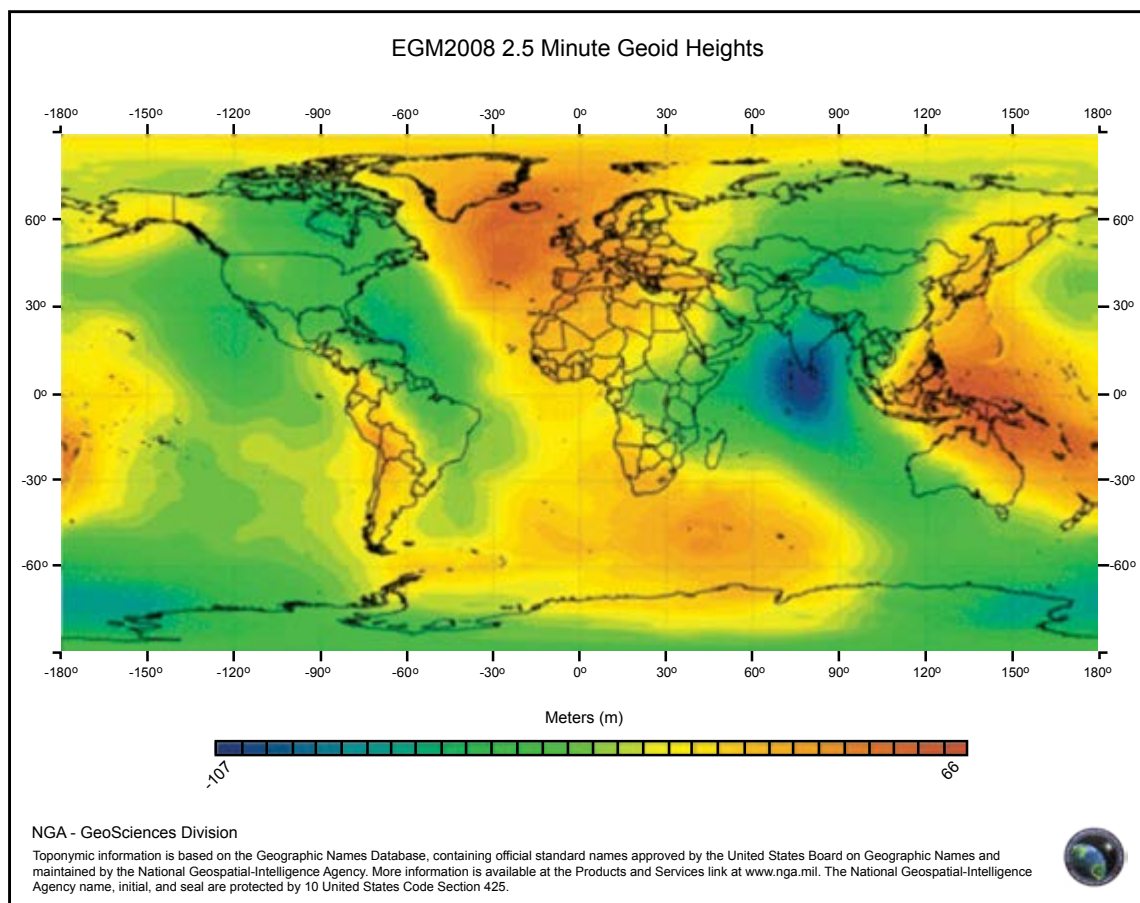 EGM2008 2.5 Minute Geoid Heights
-180º -150º -120º -90º -60º -30º 0º 30º 60º 90º 120º 150º 180º
60º 60º
30º 30º
00 0º
-30º -30º
-60º -60º
-180º -150º -120º -90º -60º -30º 0º 30º 60º 90º 120º 150º 180º
Meters (m)
-107 66
NGA - GeoSciences Division
Toponymic information is based on the Geographic Names Database, containing official standard names approved by the United States Board on Geographic Names and
maintained by the National Geospatial-Intelligence Agency. More information is available at the Products and Services link at www.nga.mil. The National Geospatial-Intelligence
Agency name, initial, and seal are protected by 10 United States Code Section 425.